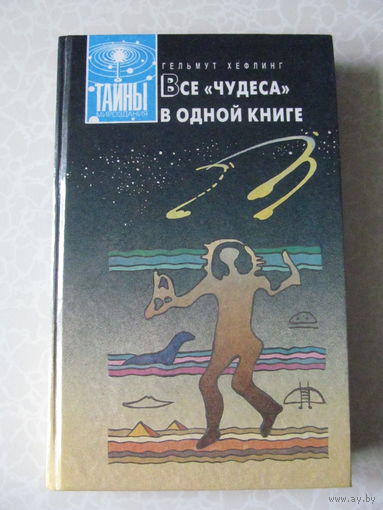 ТАЙНЫ
МИРОЗДАНИЯ
ГЕЛЬМУТ ХЕФЛИНГ
ВСЕ «ЧУДЕСА»
В ОДНОЙ КНИГЕ
www.ay.by